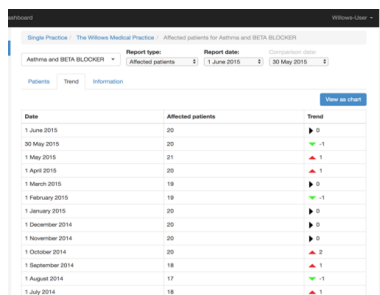 ashboard
Willows-User
Single Practice / The Willows Medical Practice / Affected patients for Asthma and BETA BLOCKER
Report type: Report date: Comparison date:
Asthma and BETA BLOCKER Affected patients 1 June 2015 30 May 2015
Patients Trend Information
View as chart
Date Affected patients Trend
1 June 2015 20 0
30 May 2015 20 -1
1 May 2015 21 1
1 April 2015 20 1
1 March 2015 19 0
1 February 2015 19 -1
1 January 2015 20 0
1 December 2014 20 0
1 November 2014 20 0
1 October 2014 20 2
1 September 2014 18 1
1 August 2014 17 -1
1 July 2014 18 1